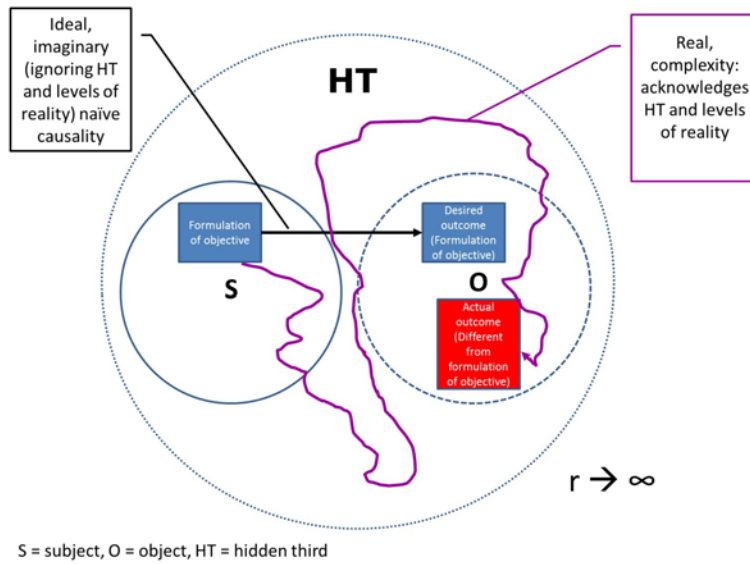 Ideal,
imaginary
(ignoring HT
and levels of
reality) naïve
causality
HT
Real,
complexity:
acknowledges
HT and levels
of reality
Formulation
of objective
Desired
outcome
(Formulation
of objective)
S
O
Actual
outcome
(Different
from
formulation
of objective)
r → ∞
S = subject, O = object, HT = hidden third